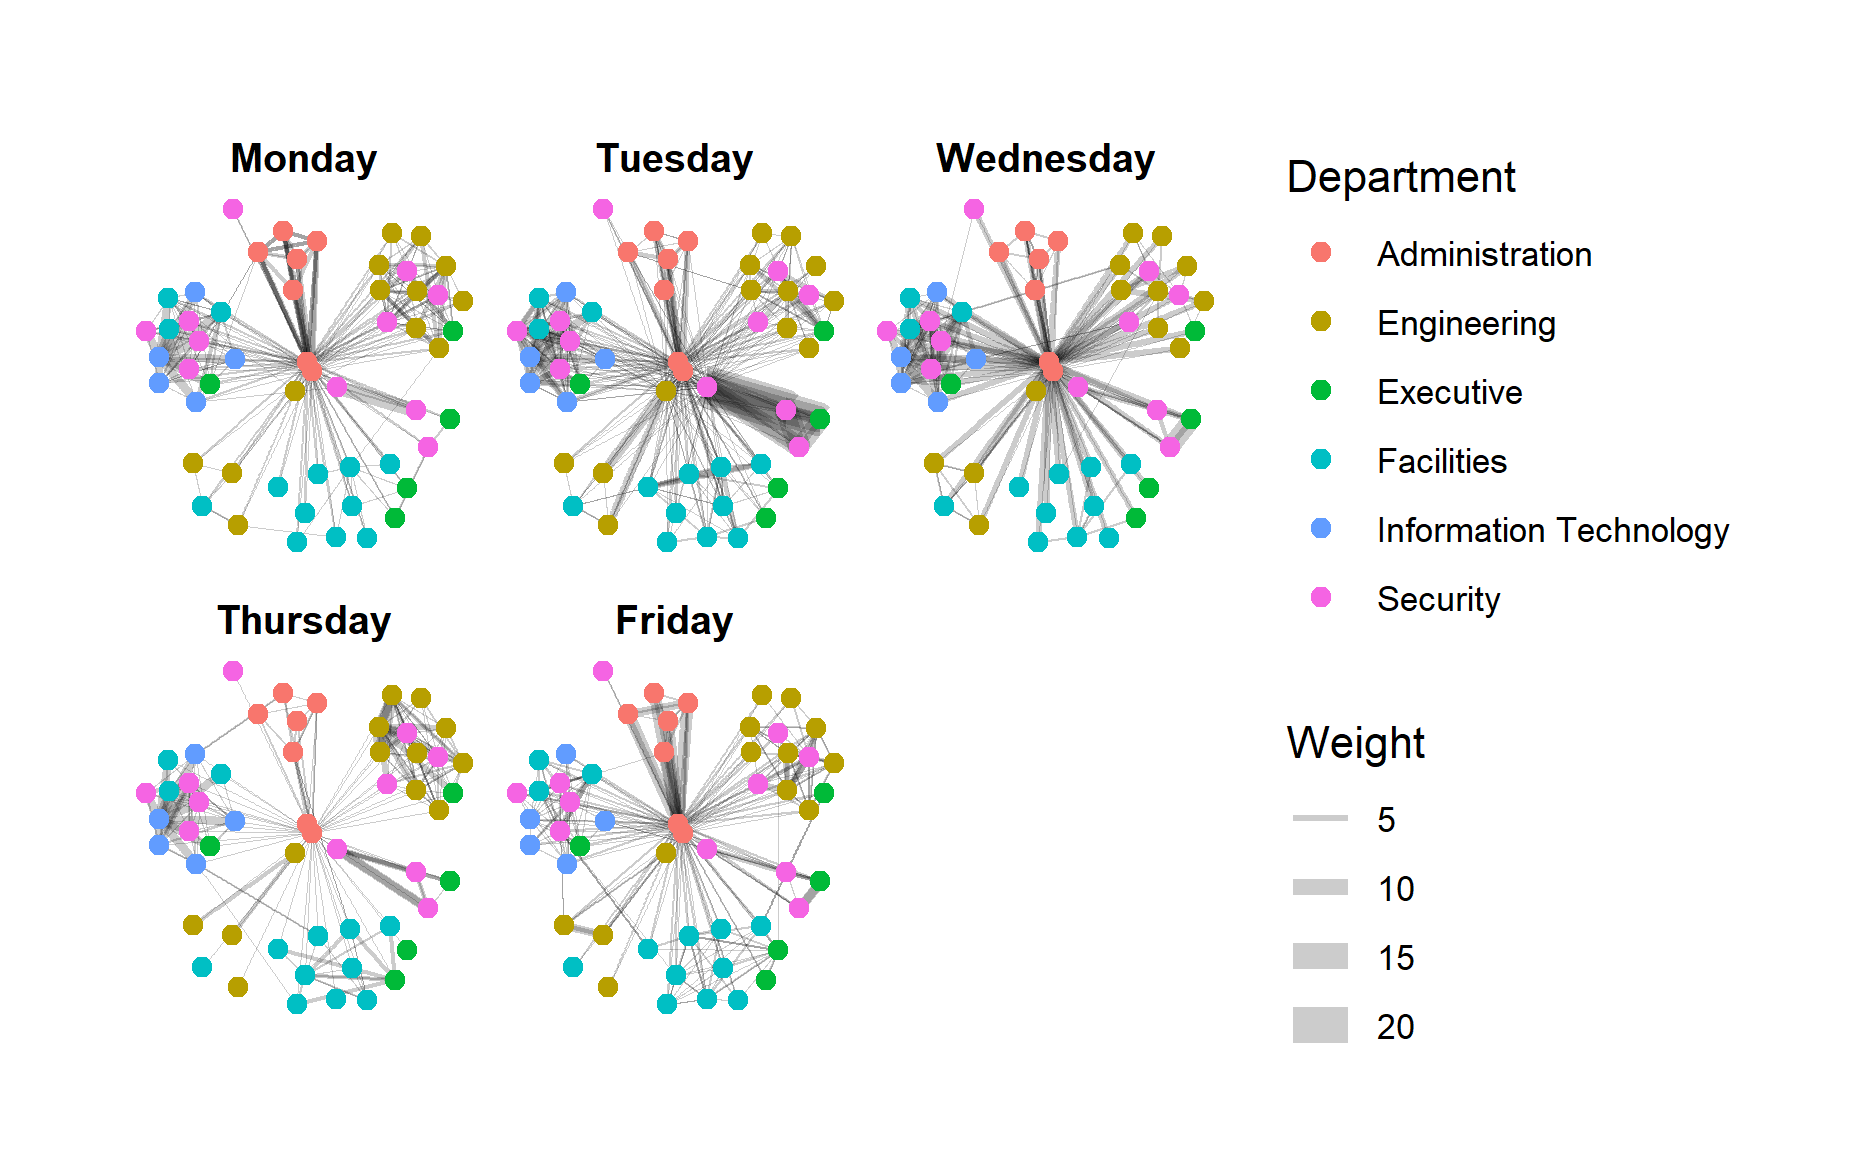 Monday
Tuesday
Wednesday
Thursday
Friday
Department
Administration
Engineering
Executive
Facilities
Information Technology
Security
Weight
5
10
15
20